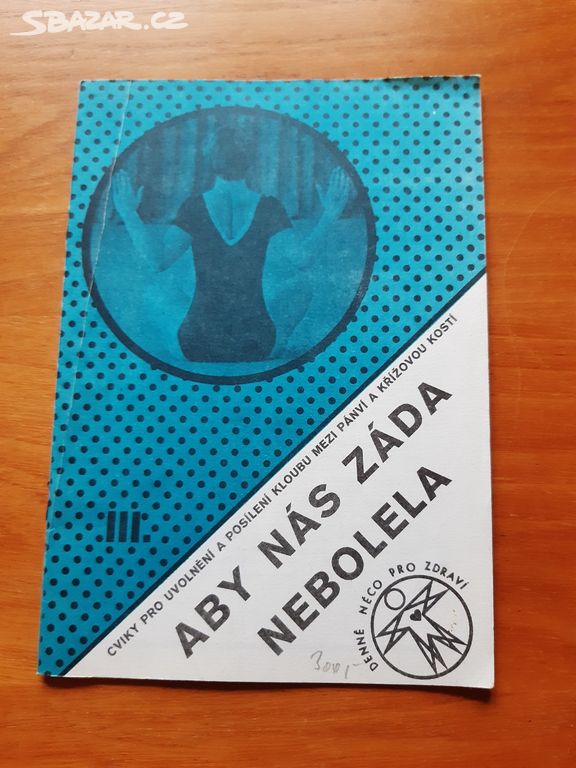 SBAZAR.CZ
III.
CVIKY PRO UVOLNĚNÍ A POSÍLENÍ KLOUBU MEZI PÁNVÍ A KŘÍŽOVOU KOSTÍ
ABY NÁS ZÁDA
NEBOLELA
DENNĚ NĚCO PRO ZDRAVÍ
300,-